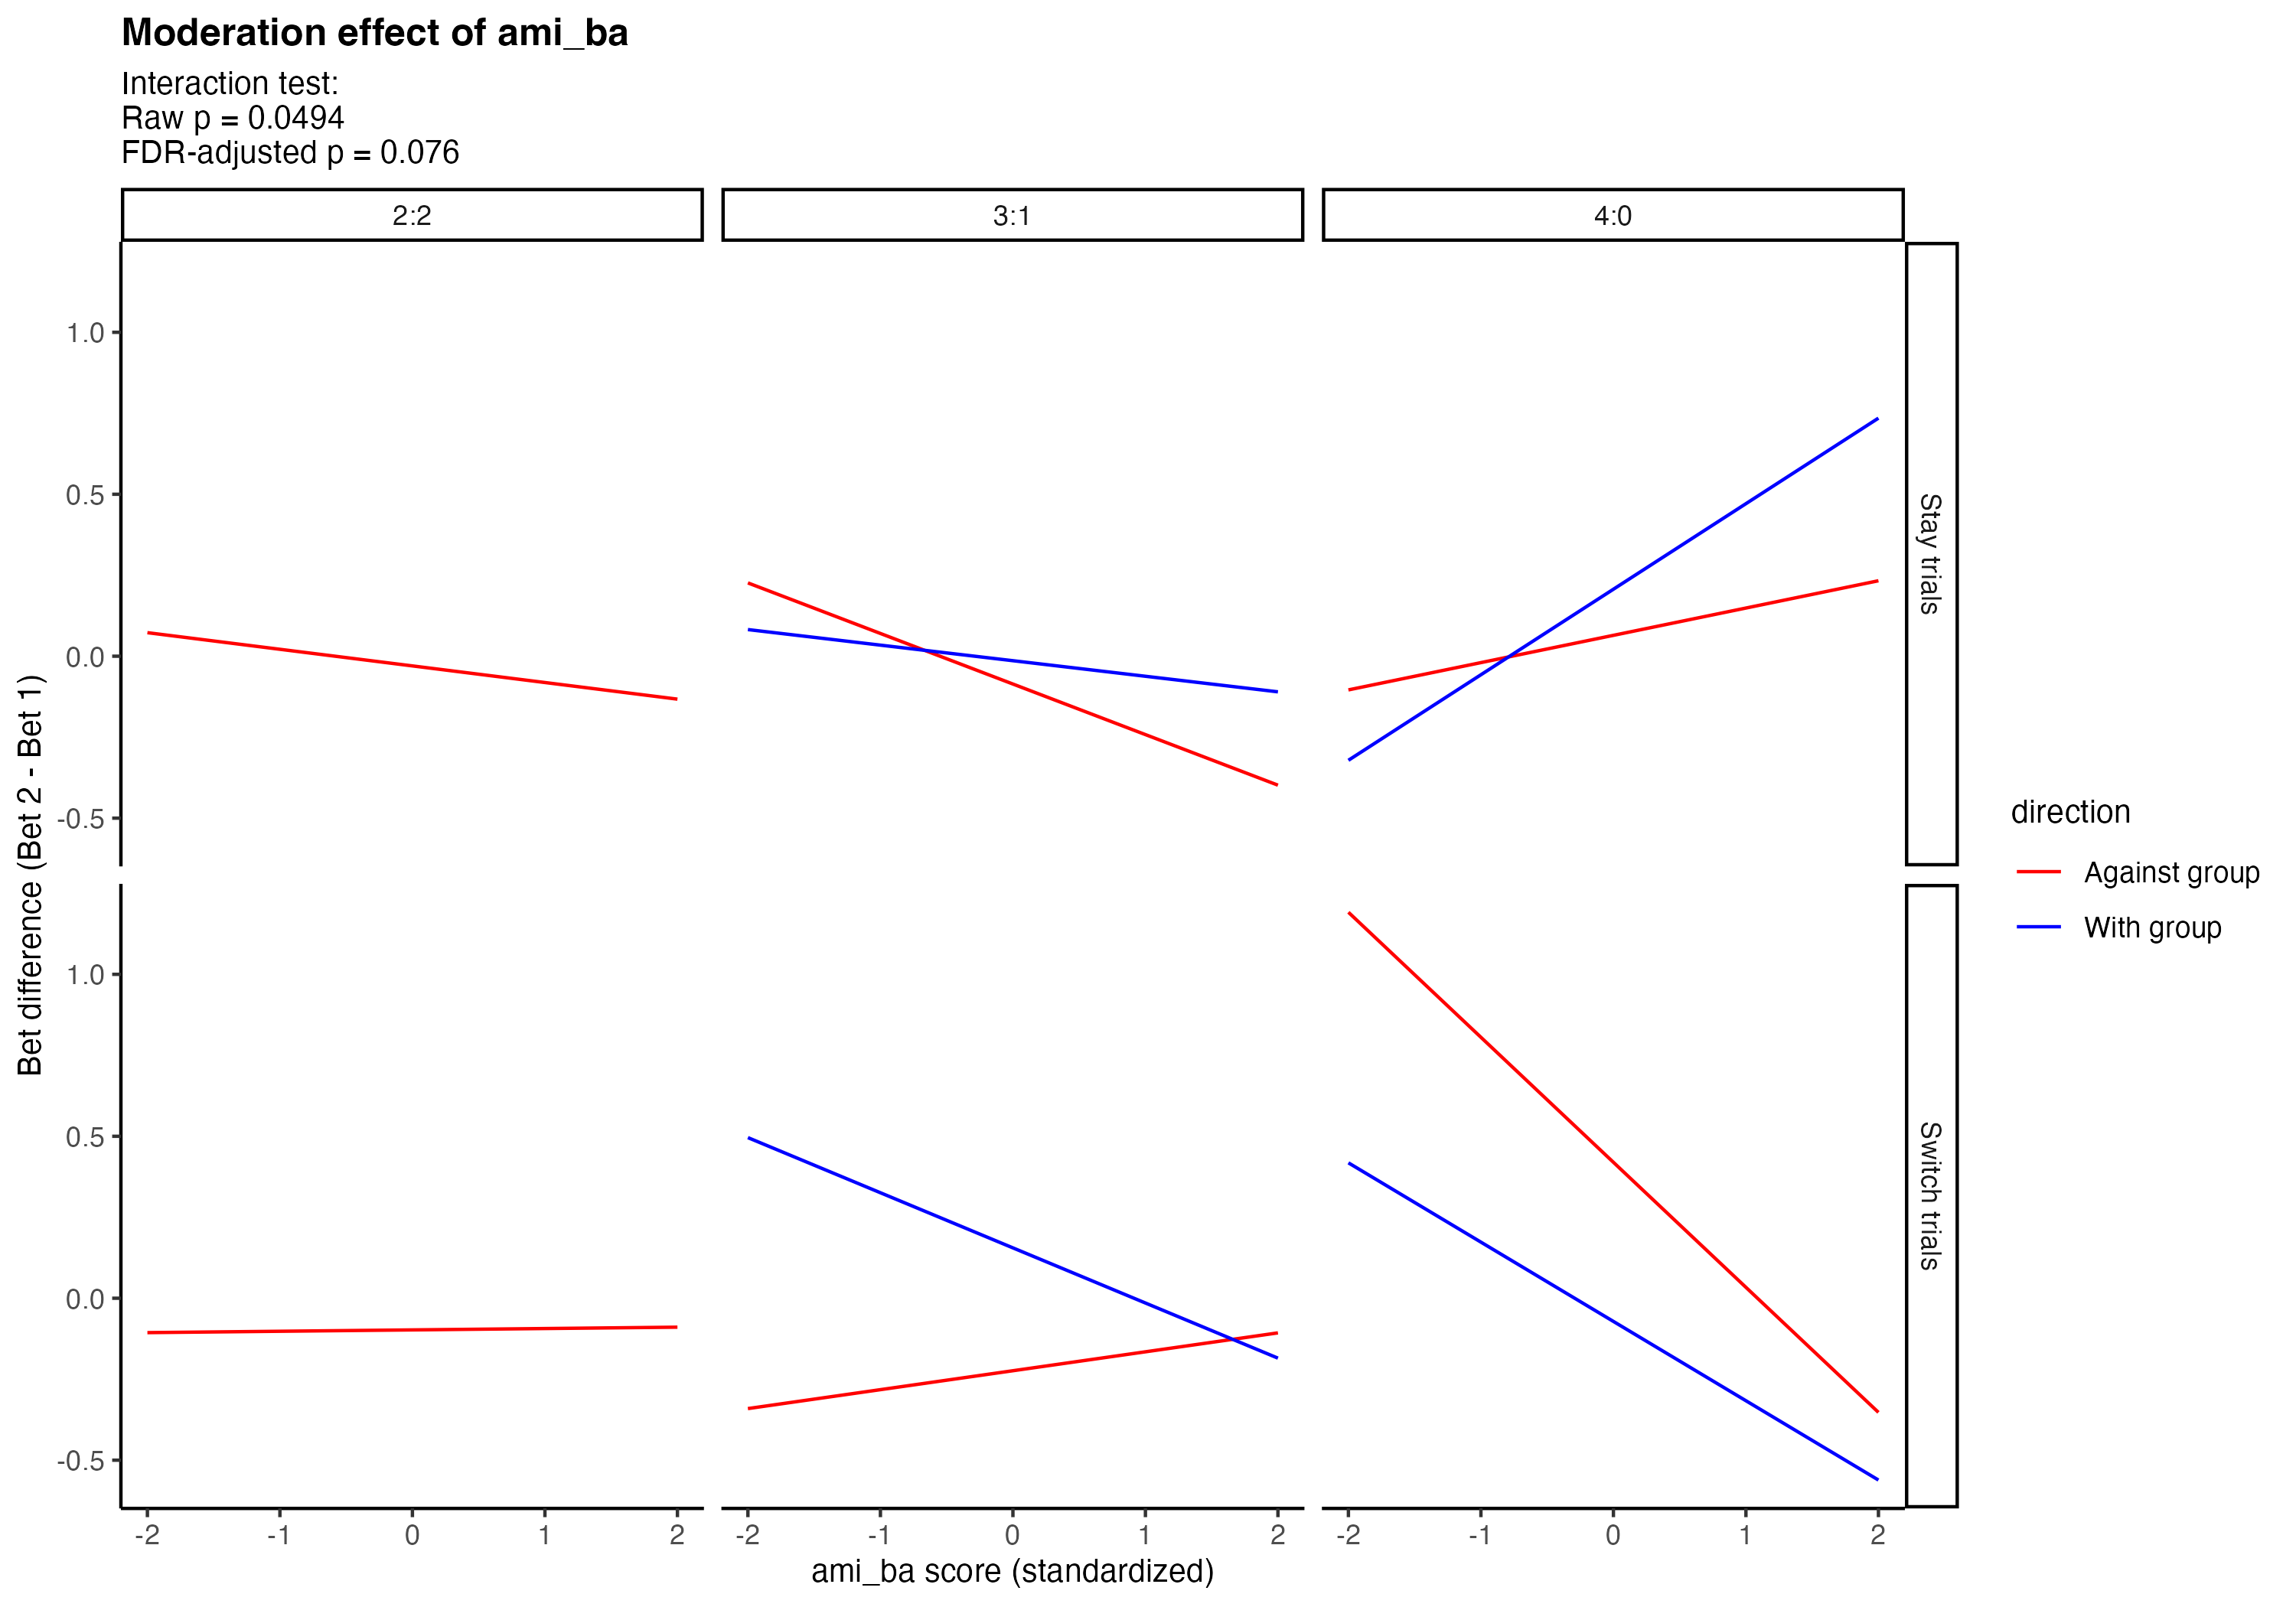 Moderation effect of ami_ba
Interaction test:
Raw p = 0.0494
FDR-adjusted p = 0.076
2:2
3:1
4:0
1.0
0.5
0.0
-0.5
Stay trials
1.0
0.5
0.0
-0.5
Switch trials
Bet difference (Bet 2 - Bet 1)
-2 -1 0 1 2
-2 -1 0 1 2
-2 -1 0 1 2
ami_ba score (standardized)
direction
Against group
With group